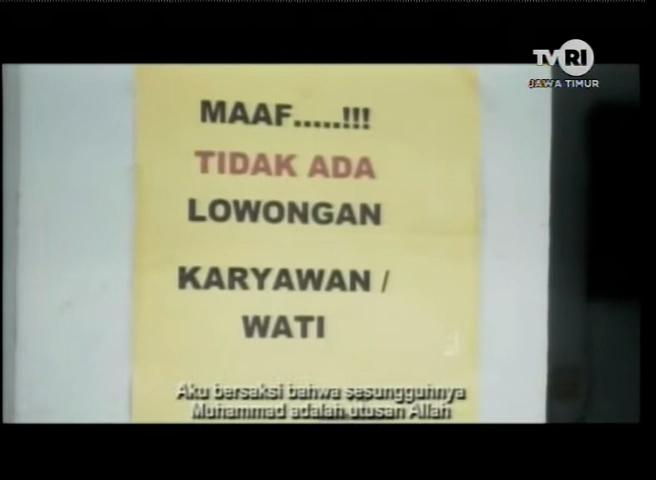 TVRI
JAWA TIMUR
MAAF.....!!!
TIDAK ADA
LOWONGAN
KARYAWAN /
WATI
Aku bersaksi bahwa sesungguhnya
Muhammad adalah utusan Allah